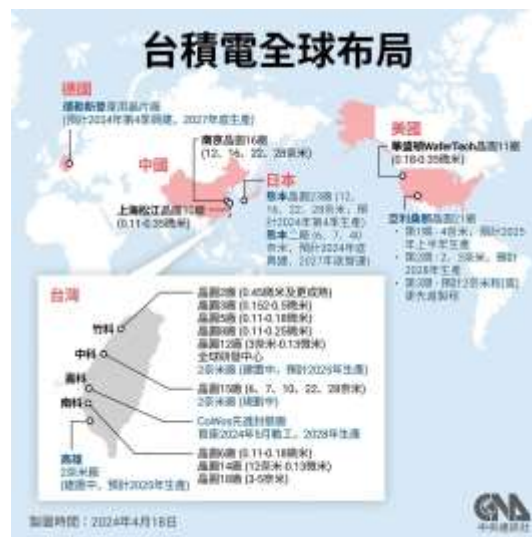 台積電全球布局
德國
德勒斯登
(預計2024年第4季興建、2027年底生產)
中國
南京晶圓16廠
(12、16、22、28奈米)
上海松江晶圓10廠
(0.11-0.35微米)
日本
熊本晶圓23廠 (12、
16、22、28奈米,預
計2024年第4季生產)
熊本二廠 (6、7、40
奈米,預計2024年底
興建、2027年底營運)
美國
華盛頓WaferTech晶圓11廠
(0.16-0.35微米)
亞利桑那晶圓21廠
• 第1期:4奈米,預計2025
年上半年生產
• 第2期:2、3奈米,預計
2028年生產
• 第3期:預計2奈米
更先進製程
台灣
竹科
晶圓2廠 (0.45微米及更成熟)
晶圓3廠 (0.152-0.5微米)
晶圓5廠 (0.11-0.18微米)
晶圓8廠 (0.11-0.25微米)
晶圓12廠 (3奈米-0.13微米)
全球研發中心
2奈米廠 (建置中,預計2025年生產)
中科
晶圓15廠 (6、7、10、22、28奈米)
2奈米廠 (規劃中)
嘉科
CoWos先進封裝廠
首座2024年5月動工,2028年生產
南科
晶圓6廠 (0.11-0.18微米)
晶圓14廠 (12奈米-0.13微米)
晶圓18廠 (3-5奈米)
高雄
2奈米廠
(建置中,預計2025年生產)
製圖時間:2024年4月18日
CNA
中央通訊社